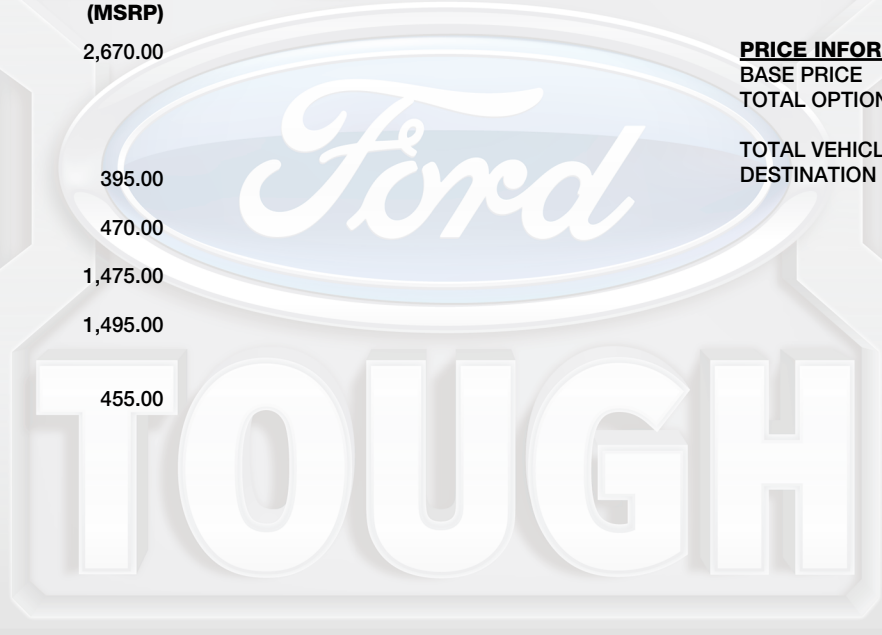 (MSRP)
2,670.00
395.00
470.00
1,475.00
1,495.00
455.00
PRICE INFOR
BASE PRICE
TOTAL OPTION
TOTAL VEHICL
DESTINATION
Ford
TOUGH